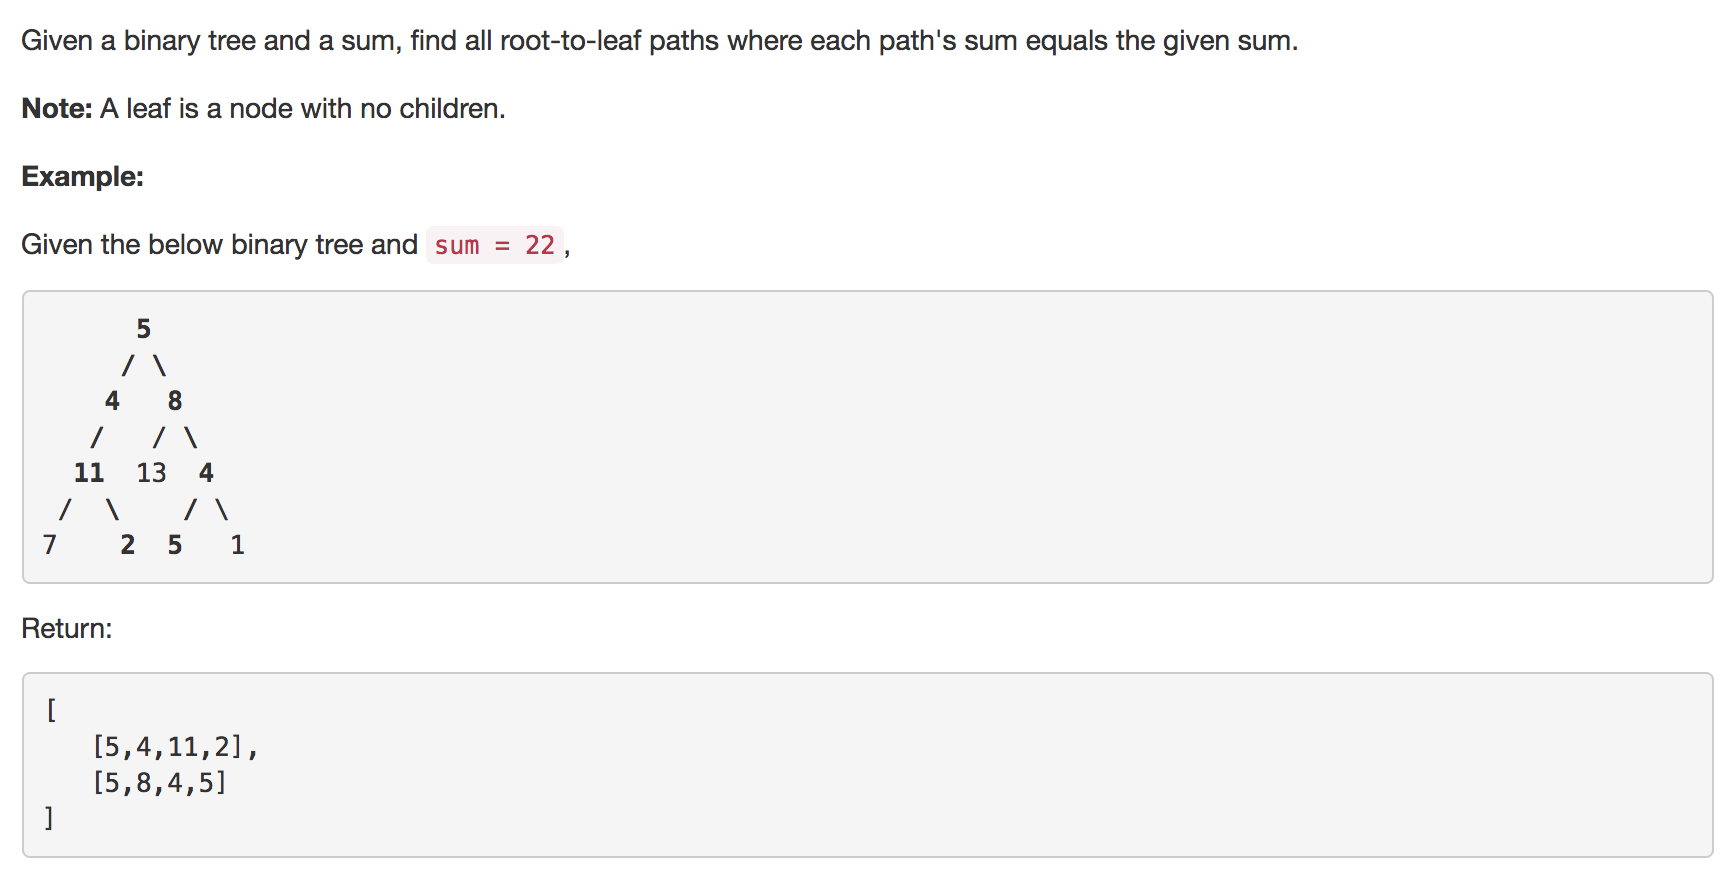 Given a binary tree and a sum, find all root-to-leaf paths where each path's sum equals the given sum.
Note: A leaf is a node with no children.
Example:
Given the below binary tree and sum = 22,
      5
     / \
    4   8
   /   / \
  11  13  4
 /  \    / \
7    2  5   1
Return:
[
   [5,4,11,2],
   [5,8,4,5]
]